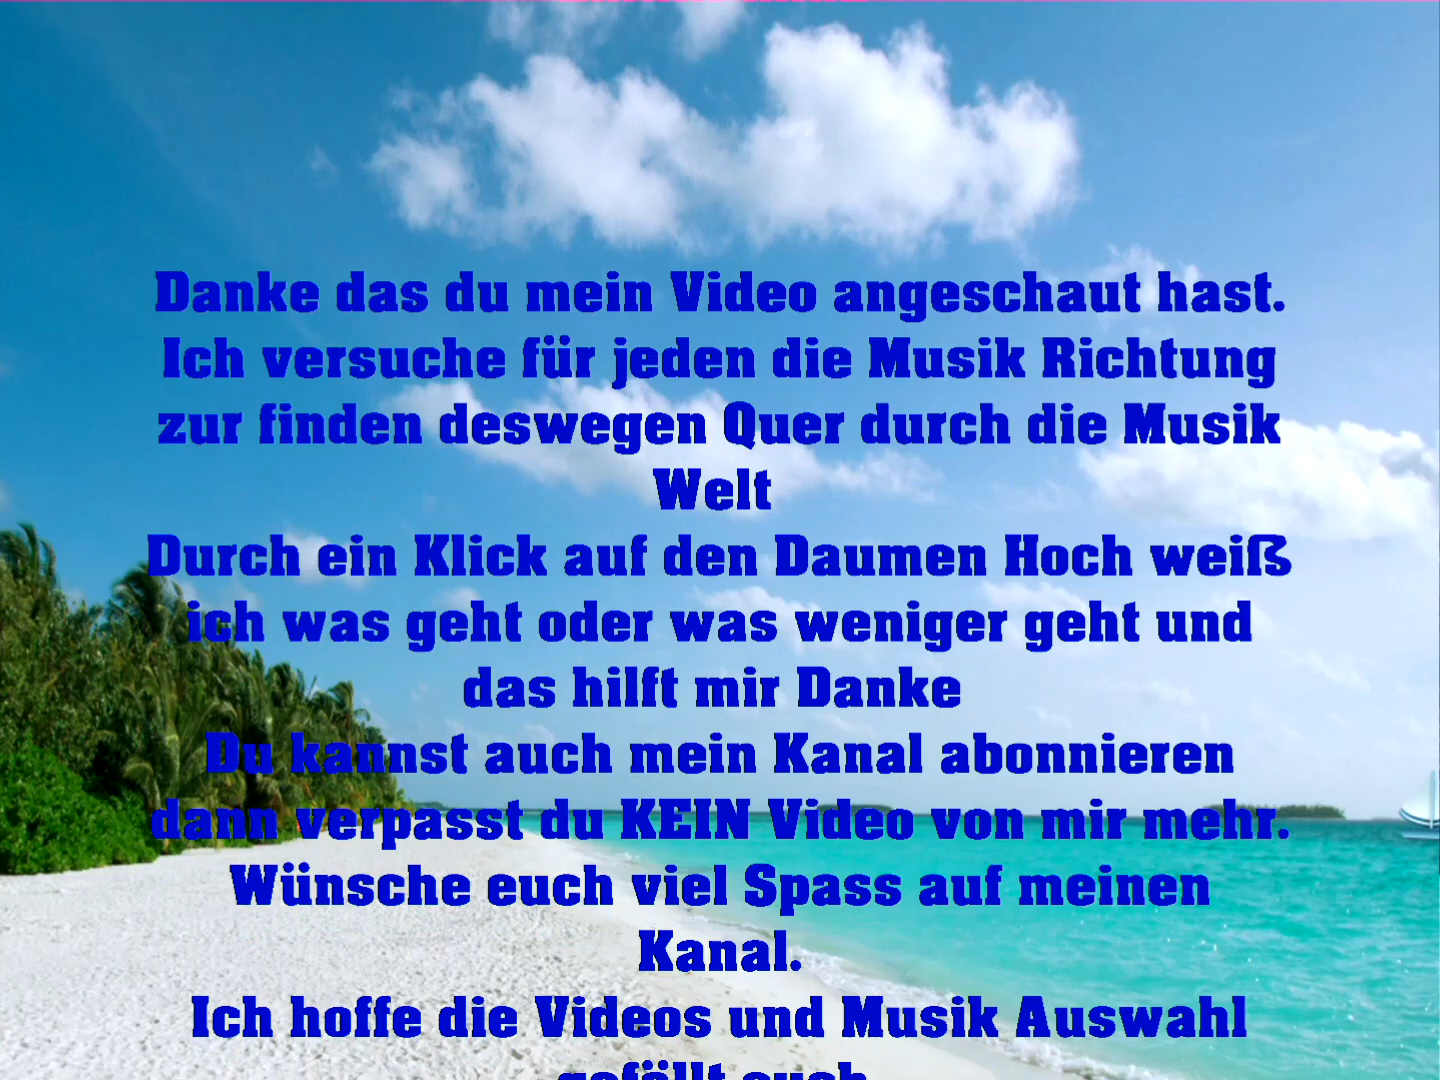 Danke das du mein Video angeschaut hast.
Ich versuche für jeden die Musik Richtung
zur finden deswegen Quer durch die Musik
Welt
Durch ein Klick auf den Daumen Hoch weiß
ich was geht oder was weniger geht und
das hilft mir Danke
Du kannst auch mein Kanal abonnieren
dann verpasst du KEIN Video von mir mehr.
Wünsche euch viel Spass auf meinen
Kanal.
Ich hoffe die Videos und Musik Auswahl
gefällt euch